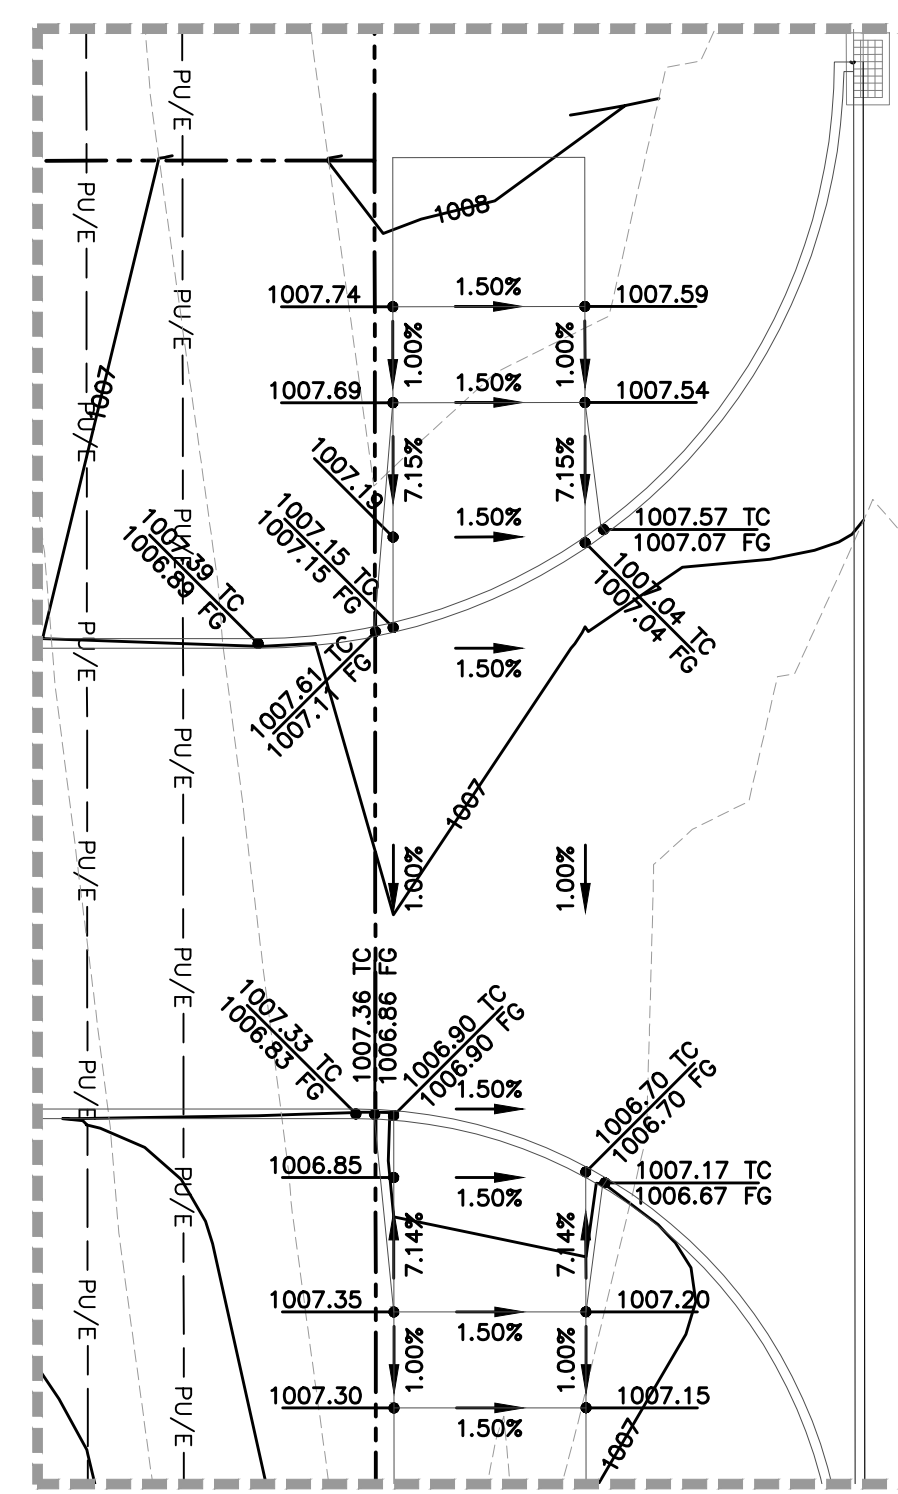 PU/E
PU/E
1008
1007.74
1.50%
1007.59
PU/E
1.00%
1.00%
1007
1007.69
1.50%
1007.54
PU/E
1007.19
7.15%
7.15%
1007.39 TC
1006.89 FG
PU/E
1007.15 TC
1007.15 FG
1.50%
1007.57 TC
1007.07 FG
1007.04 TC
1007.04 FG
PU/E
1007.61 TC
1007.11 FG
1.50%
PU/E
1007
PU/E
1.00%
1.00%
PU/E
1007.33 TC
1006.83 FG
1007.36 TC
1006.86 FG
1006.90 TC
1006.90 FG
PU/E
1.50%
1006.70 TC
1006.70 FG
PU/E
1006.85
1.50%
1007.17 TC
1006.67 FG
7.14%
7.14%
PU/E
1007.35
1.50%
1007.20
1.00%
1.00%
PU/E
1007.30
1.50%
1007.15
1007